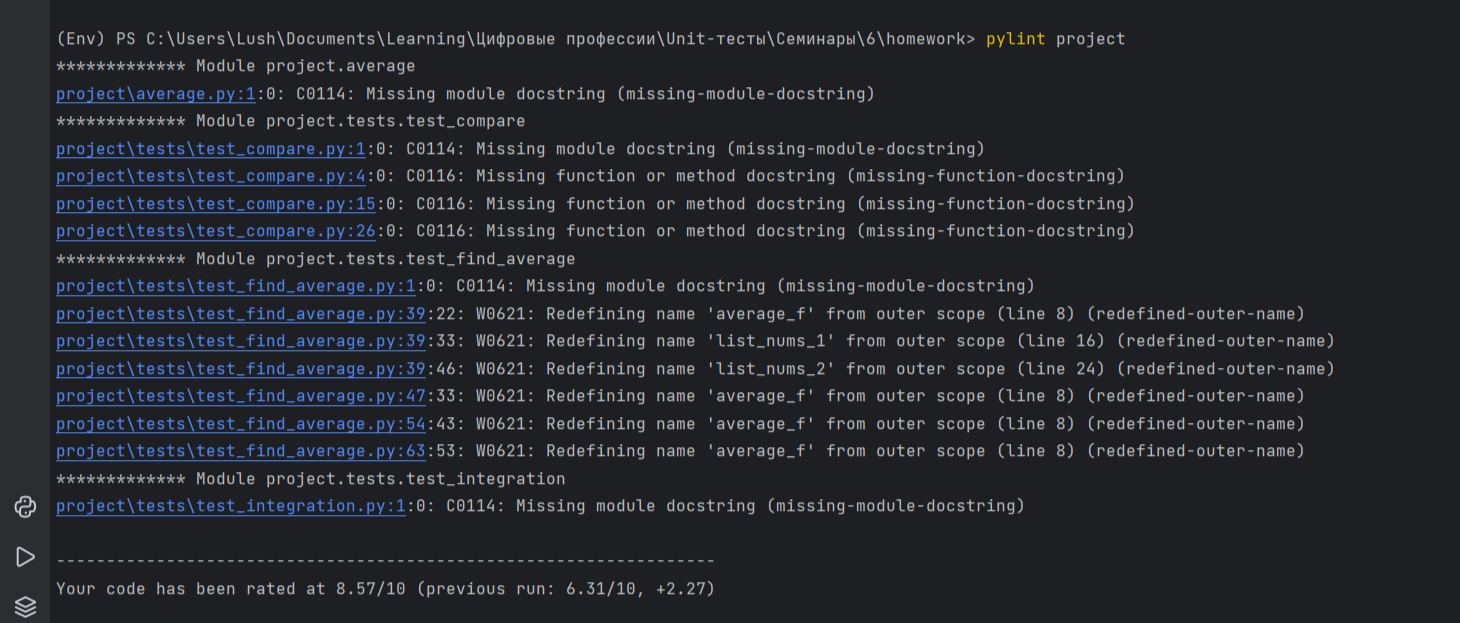 (Env) PS C:\Users\Lush\Documents\Learning\Цифровые профессии\Unit-тесты\Семинары\6\homework> pylint project
************* Module project.average
project\average.py:1:0: C0114: Missing module docstring (missing-module-docstring)
************* Module project.tests.test_compare
project\tests\test_compare.py:1:0: C0114: Missing module docstring (missing-module-docstring)
project\tests\test_compare.py:4:0: C0116: Missing function or method docstring (missing-function-docstring)
project\tests\test_compare.py:15:0: C0116: Missing function or method docstring (missing-function-docstring)
project\tests\test_compare.py:26:0: C0116: Missing function or method docstring (missing-function-docstring)
************* Module project.tests.test_find_average
project\tests\test_find_average.py:1:0: C0114: Missing module docstring (missing-module-docstring)
project\tests\test_find_average.py:39:22: W0621: Redefining name 'average_f' from outer scope (line 8) (redefined-outer-name)
project\tests\test_find_average.py:39:33: W0621: Redefining name 'list_nums_1' from outer scope (line 16) (redefined-outer-name)
project\tests\test_find_average.py:39:46: W0621: Redefining name 'list_nums_2' from outer scope (line 24) (redefined-outer-name)
project\tests\test_find_average.py:47:33: W0621: Redefining name 'average_f' from outer scope (line 8) (redefined-outer-name)
project\tests\test_find_average.py:54:43: W0621: Redefining name 'average_f' from outer scope (line 8) (redefined-outer-name)
project\tests\test_find_average.py:63:53: W0621: Redefining name 'average_f' from outer scope (line 8) (redefined-outer-name)
************* Module project.tests.test_integration
project\tests\test_integration.py:1:0: C0114: Missing module docstring (missing-module-docstring)
------------------------------------------------------------------
Your code has been rated at 8.57/10 (previous run: 6.31/10, +2.27)